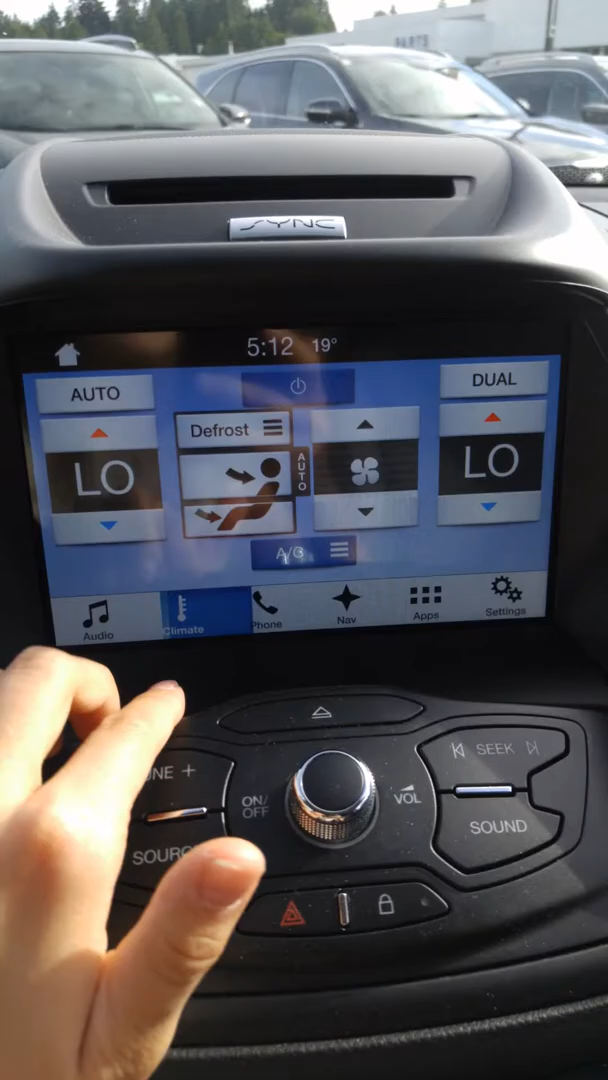 PARTS
SYNC
5:12 19°
AUTO
DUAL
Defrost
LO
AUTO
LO
A/C
Audio
Climate
Phone
Nav
Apps
Settings
SEEK
UNE +
ON/
OFF
VOL
SOUND
SOURC